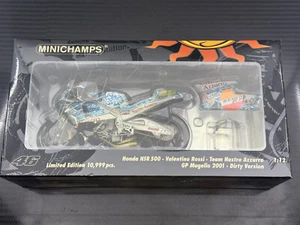 MINICHAMPS
46
Limited Edition 10,999 pcs.
Honda NSR 500 - Valentino Rossi - Team Nastro Azzurro
GP Mugello 2001 - Dirty Version
1:12